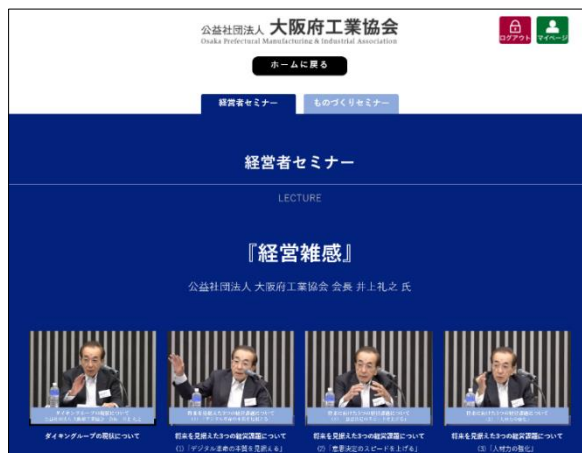 公益社団法人 大阪府工業協会
Osaka Prefectural Manufacturing & Industrial Association
ログアウト
マイページ
ホームに戻る
経営者セミナー
ものづくりセミナー
経営者セミナー
LECTURE
『経営雑感』
公益社団法人 大阪府工業協会 会長 井上礼之 氏
ダイキングループの現状について
将来を見据えた3つの経営課題について
(1)「デジタル革命の本質を見据える」
将来を見据えた3つの経営課題について
(2)「意思決定のスピードを上げる」
将来を見据えた3つの経営課題について
(3)「人材力の強化」